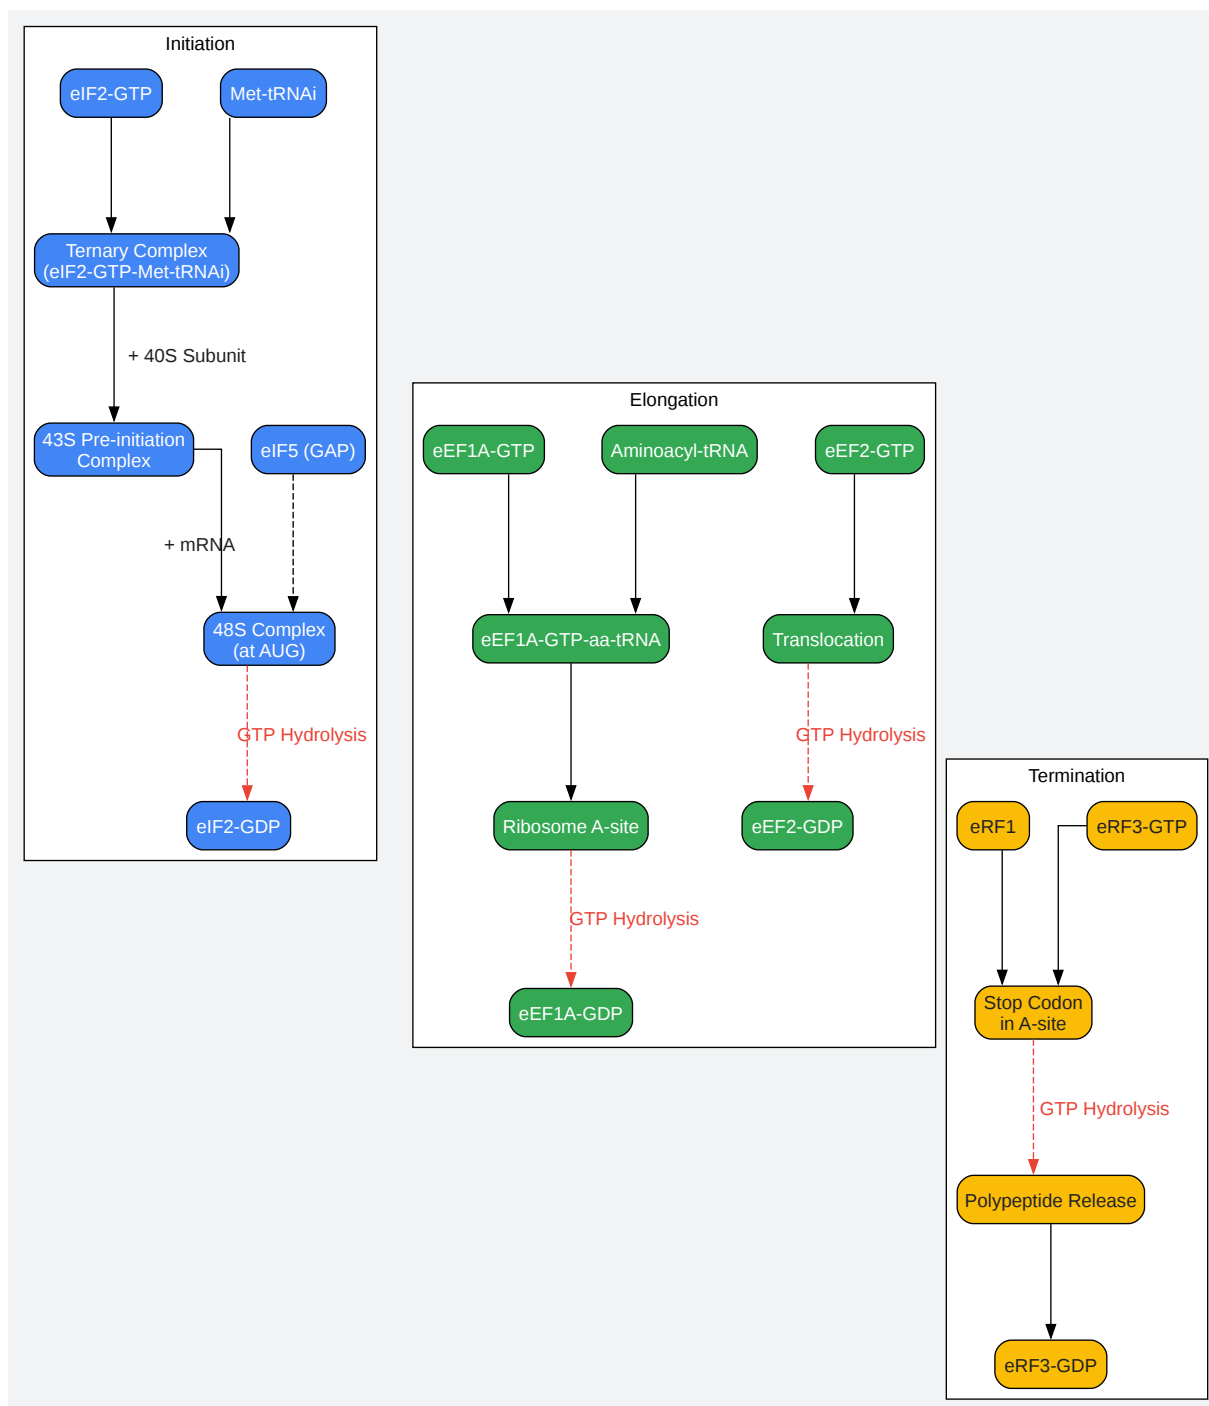 Initiation
eIF2-GTP
Met-tRNAi
Ternary Complex
(eIF2-GTP-Met-tRNAi)
+ 40S Subunit
43S Pre-initiation
Complex
eIF5 (GAP)
+ mRNA
48S Complex
(at AUG)
GTP Hydrolysis
eIF2-GDP
Elongation
eEF1A-GTP
Aminoacyl-tRNA
eEF2-GTP
eEF1A-GTP-aa-tRNA
Translocation
GTP Hydrolysis
Ribosome A-site
eEF2-GDP
GTP Hydrolysis
eEF1A-GDP
Termination
eRF1
eRF3-GTP
Stop Codon
in A-site
GTP Hydrolysis
Polypeptide Release
eRF3-GDP